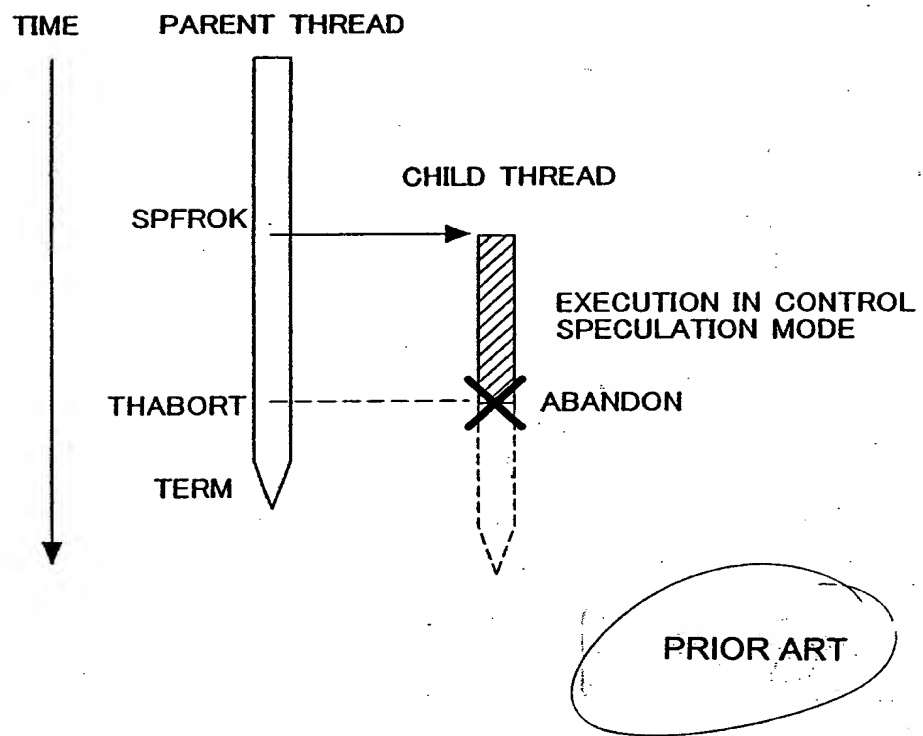 TIME
PARENT THREAD
CHILD THREAD
SPFROK
EXECUTION IN CONTROL
SPECULATION MODE
THABORT
ABANDON
TERM
PRIOR ART